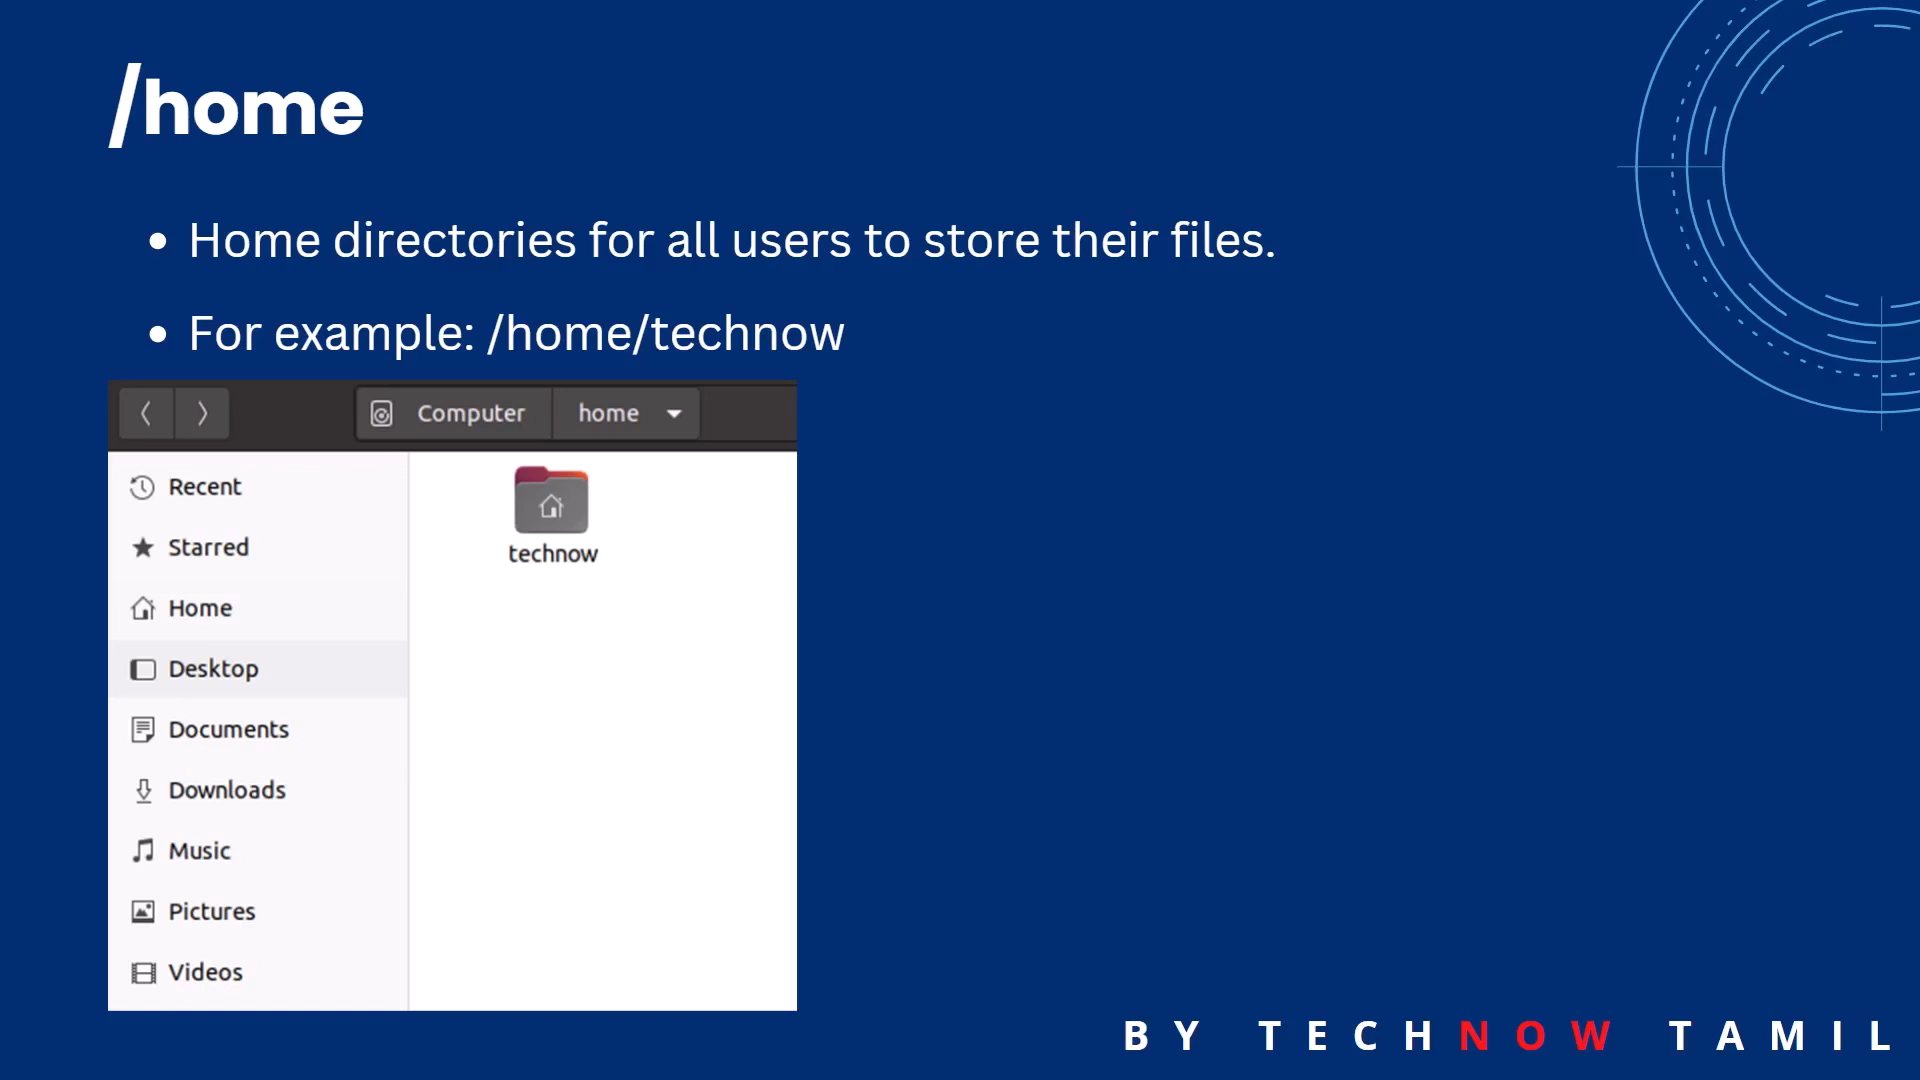 /home
Home directories for all users to store their files.
For example: /home/technow
Computer home
Recent
technow
Starred
Home
Desktop
Documents
Downloads
Music
Pictures
Videos
BY TECHNOW TAMIL